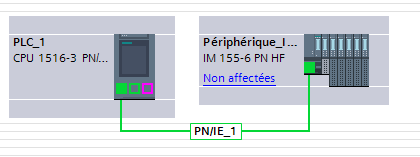 PLC_1
CPU 1516-3 PN/...
Périphérique_I...
IM 155-6 PN HF
Non affectées
PN/IE_1